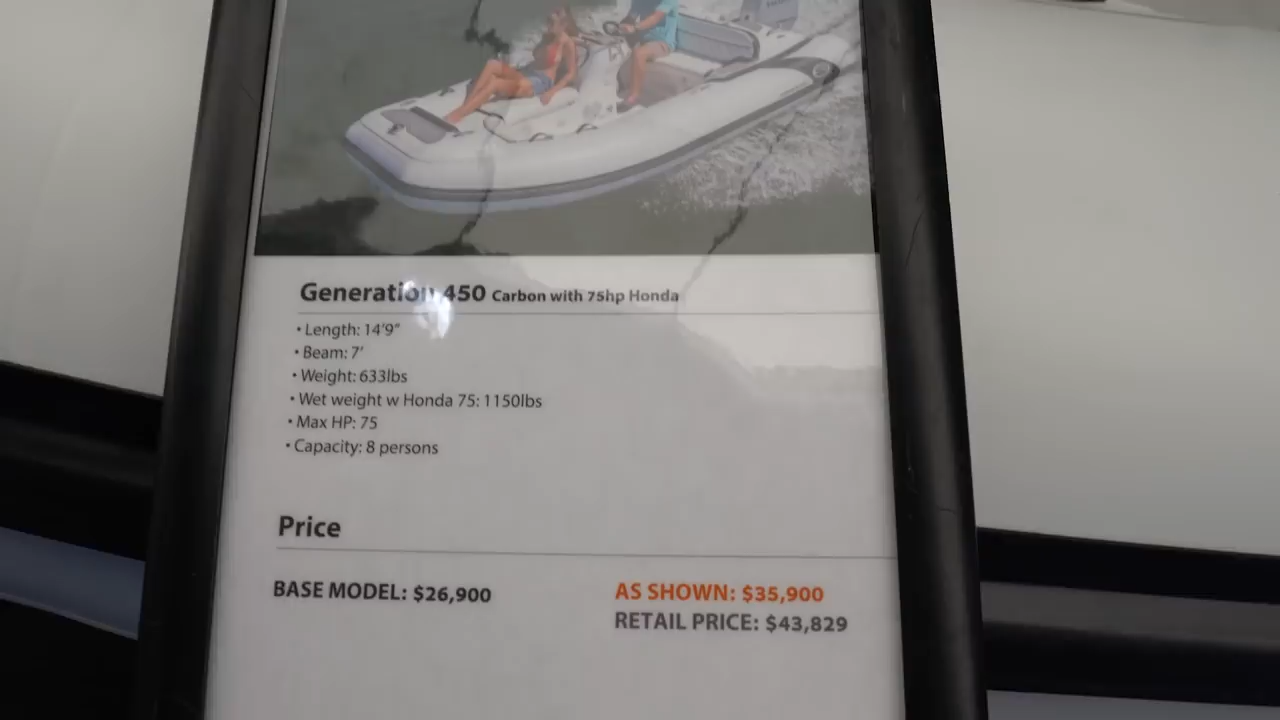 Generation 450 Carbon with 75hp Honda
• Length: 14'9"
• Beam: 7'
• Weight: 633lbs
• Wet weight w Honda 75: 1150lbs
• Max HP: 75
• Capacity: 8 persons
Price
BASE MODEL: $26,900
AS SHOWN: $35,900
RETAIL PRICE: $43,829